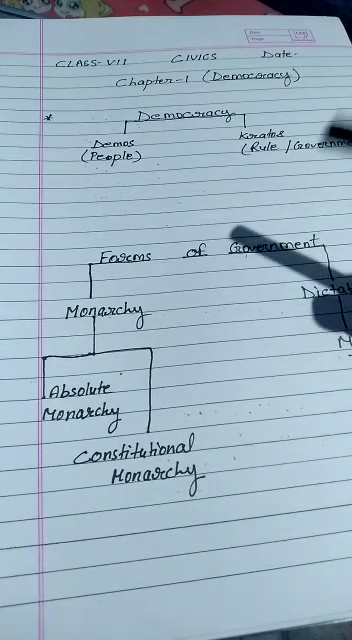 Date
Page
CLASS-VII CIVICS Date-
Chapter-1 (Democracy)
* Democracy
Demos Kratos
(People) (Rule /
Forms of Government
Monarchy
Absolute
Monarchy
Constitutional
Monarchy